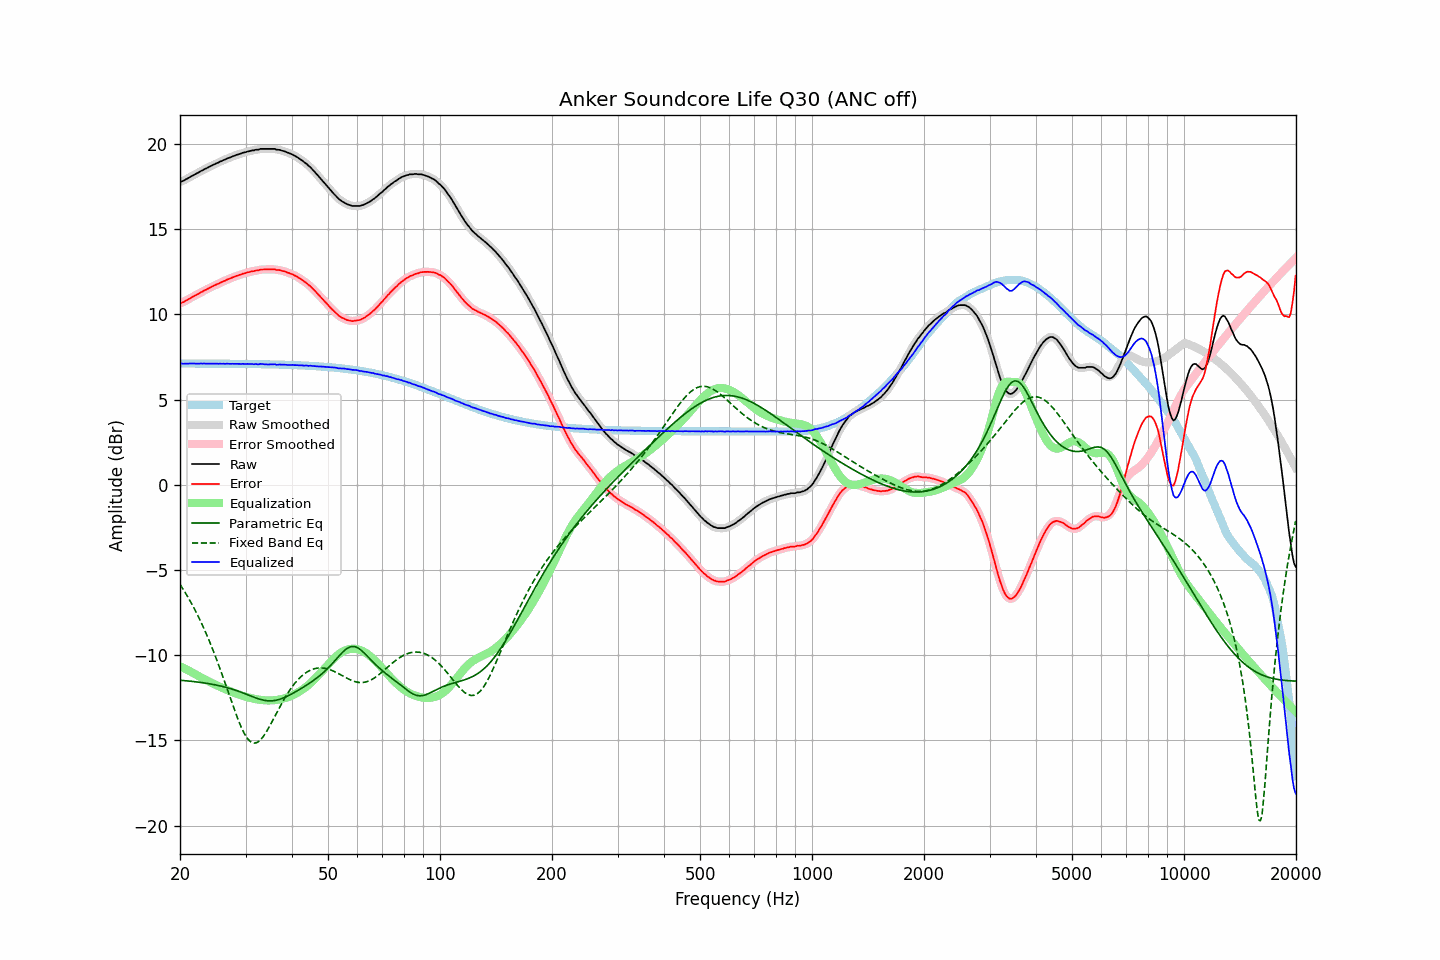 Anker Soundcore Life Q30 (ANC off)
Amplitude (dBr)
20
15
10
5
0
−5
−10
−15
−20
Target
Raw Smoothed
Error Smoothed
Raw
Error
Equalization
Parametric Eq
Fixed Band Eq
Equalized
20 50 100 200 500 1000 2000 5000 10000 20000
Frequency (Hz)